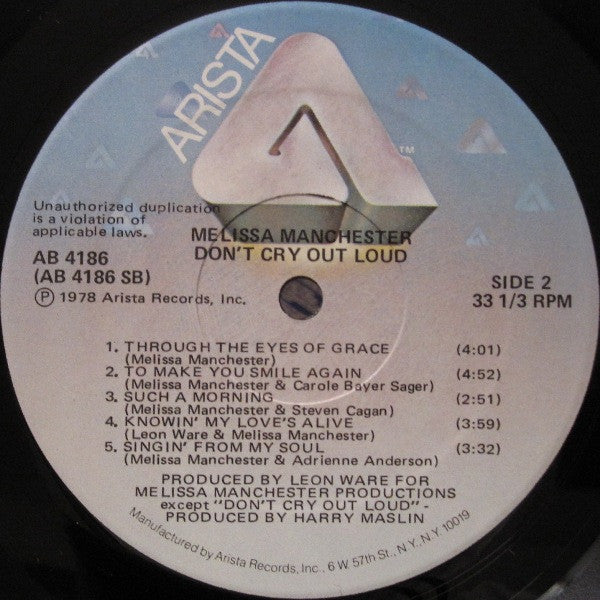 ARISTA
TM
Unauthorized duplication
is a violation of
applicable laws.
MELISSA MANCHESTER
DON'T CRY OUT LOUD
AB 4186
(AB 4186 SB)
Ⓟ 1978 Arista Records, Inc.
SIDE 2
33 1/3 RPM
1. THROUGH THE EYES OF GRACE (4:01)
(Melissa Manchester)
2. TO MAKE YOU SMILE AGAIN (4:52)
(Melissa Manchester & Carole Bayer Sager)
3. SUCH A MORNING (2:51)
(Melissa Manchester & Steven Cagan)
4. KNOWIN' MY LOVE'S ALIVE (3:59)
(Leon Ware & Melissa Manchester)
5. SINGIN' FROM MY SOUL (3:32)
(Melissa Manchester & Adrienne Anderson)
PRODUCED BY LEON WARE FOR
MELISSA MANCHESTER PRODUCTIONS
except "DON'T CRY OUT LOUD" -
PRODUCED BY HARRY MASLIN
Manufactured by Arista Records, Inc., 6 W. 57th St., N.Y., N.Y. 10019